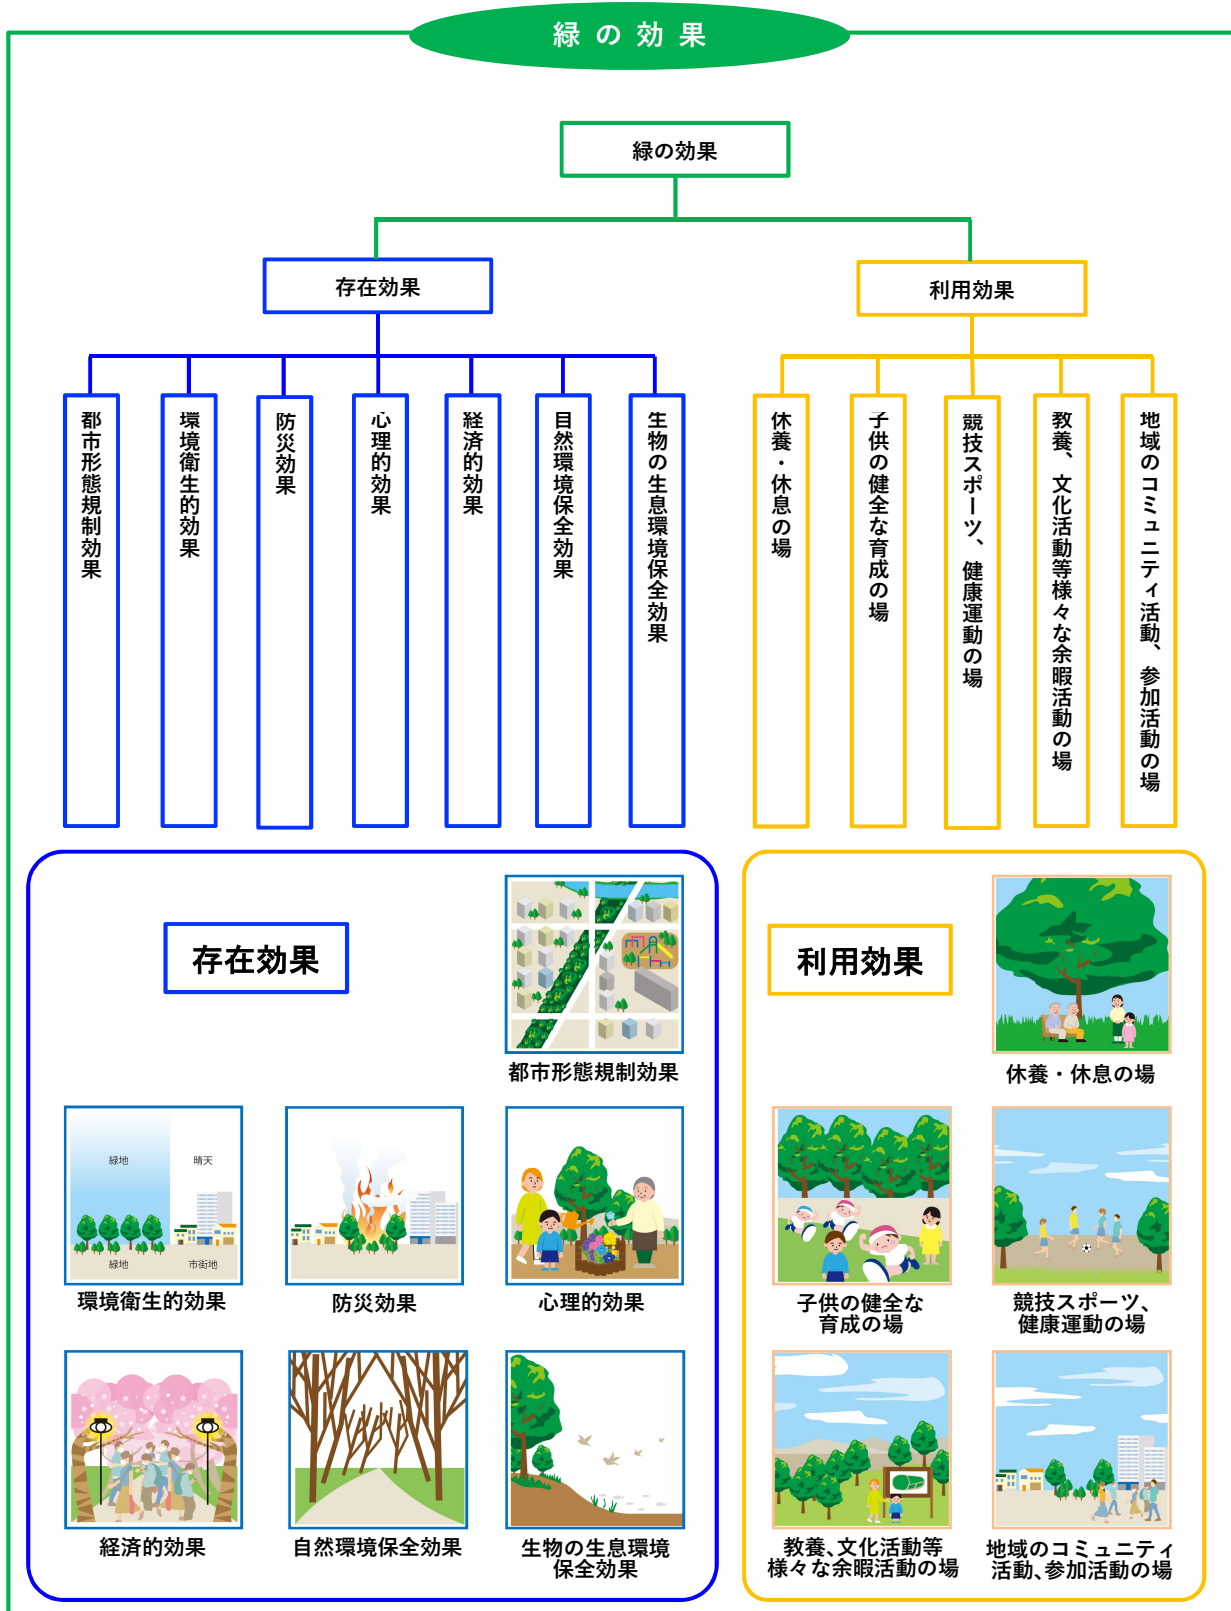 緑の効果
緑の効果
存在効果
利用効果
都市形態規制効果
環境衛生的効果
防災効果
心理的効果
経済的効果
自然環境保全効果
生物の生息環境保全効果
休養・休息の場
子供の健全な育成の場
競技スポーツ、健康運動の場
教養、文化活動等様々な余暇活動の場
地域のコミュニティ活動、参加活動の場
存在効果
都市形態規制効果
緑地
晴天
緑地
市街地
環境衛生的効果
防災効果
心理的効果
経済的効果
自然環境保全効果
生物の生息環境
保全効果
利用効果
休養・休息の場
子供の健全な
育成の場
競技スポーツ、
健康運動の場
教養、文化活動等
様々な余暇活動の場
地域のコミュニティ
活動、参加活動の場